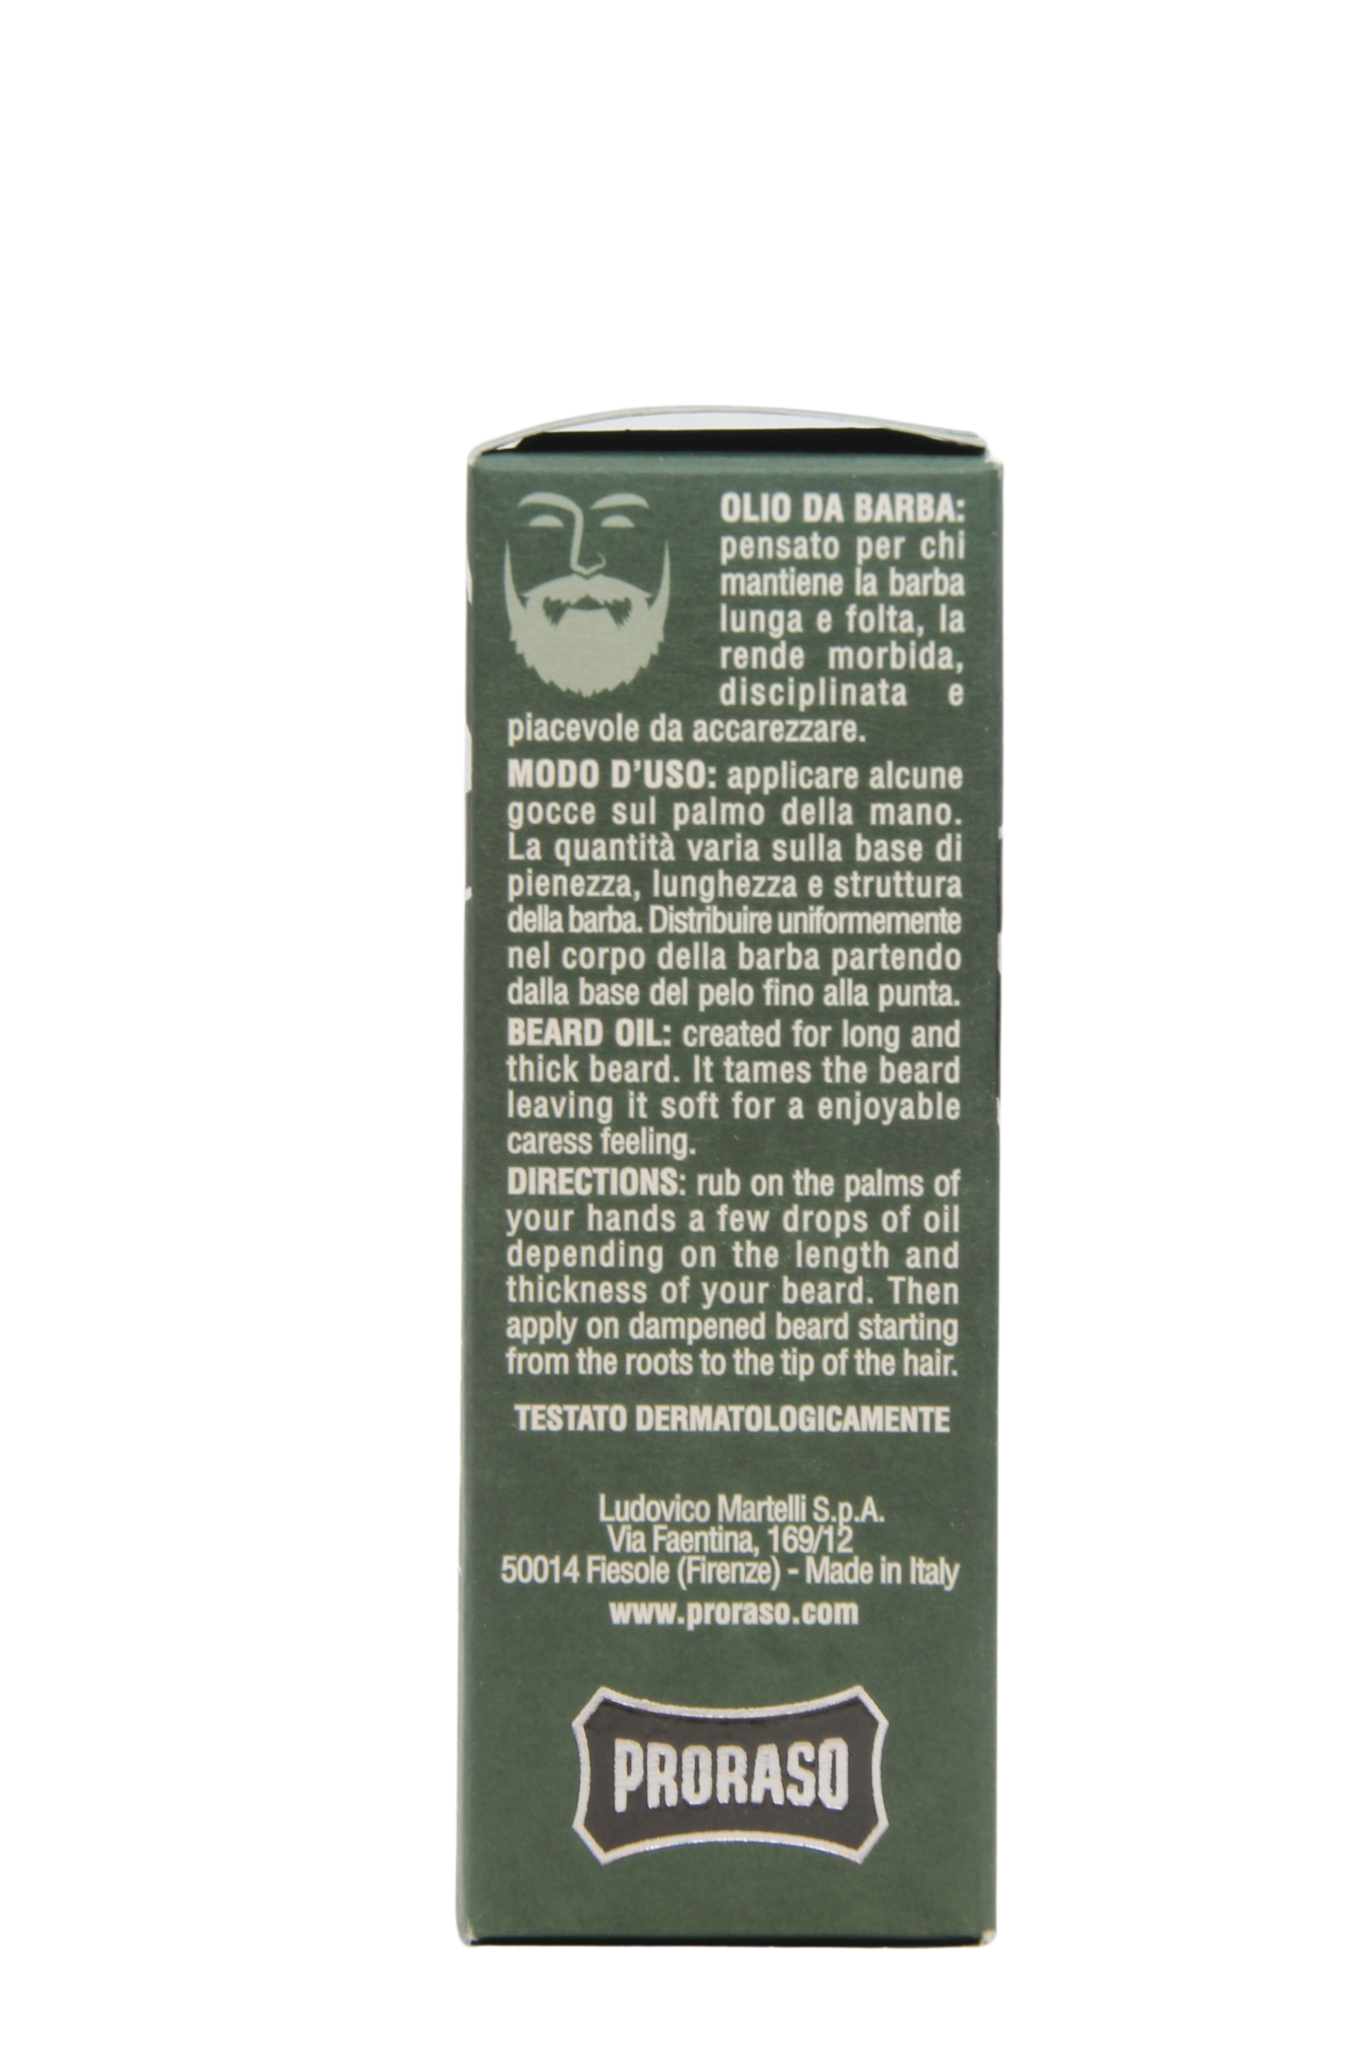 OLIO DA BARBA:
pensato per chi
mantiene la barba
lunga e folta, la
rende morbida,
disciplinata e
piacevole da accarezzare.
MODO D'USO: applicare alcune
gocce sul palmo della mano.
La quantità varia sulla base di
pienezza, lunghezza e struttura
della barba. Distribuire uniformemente
nel corpo della barba partendo
dalla base del pelo fino alla punta.
BEARD OIL: created for long and
thick beard. It tames the beard
leaving it soft for a enjoyable
caress feeling.
DIRECTIONS: rub on the palms of
your hands a few drops of oil
depending on the length and
thickness of your beard. Then
apply on dampened beard starting
from the roots to the tip of the hair.
TESTATO DERMATOLOGICAMENTE
Ludovico Martelli S.p.A.
Via Faentina, 169/12
50014 Fiesole (Firenze) - Made in Italy
www.proraso.com
PRORASO